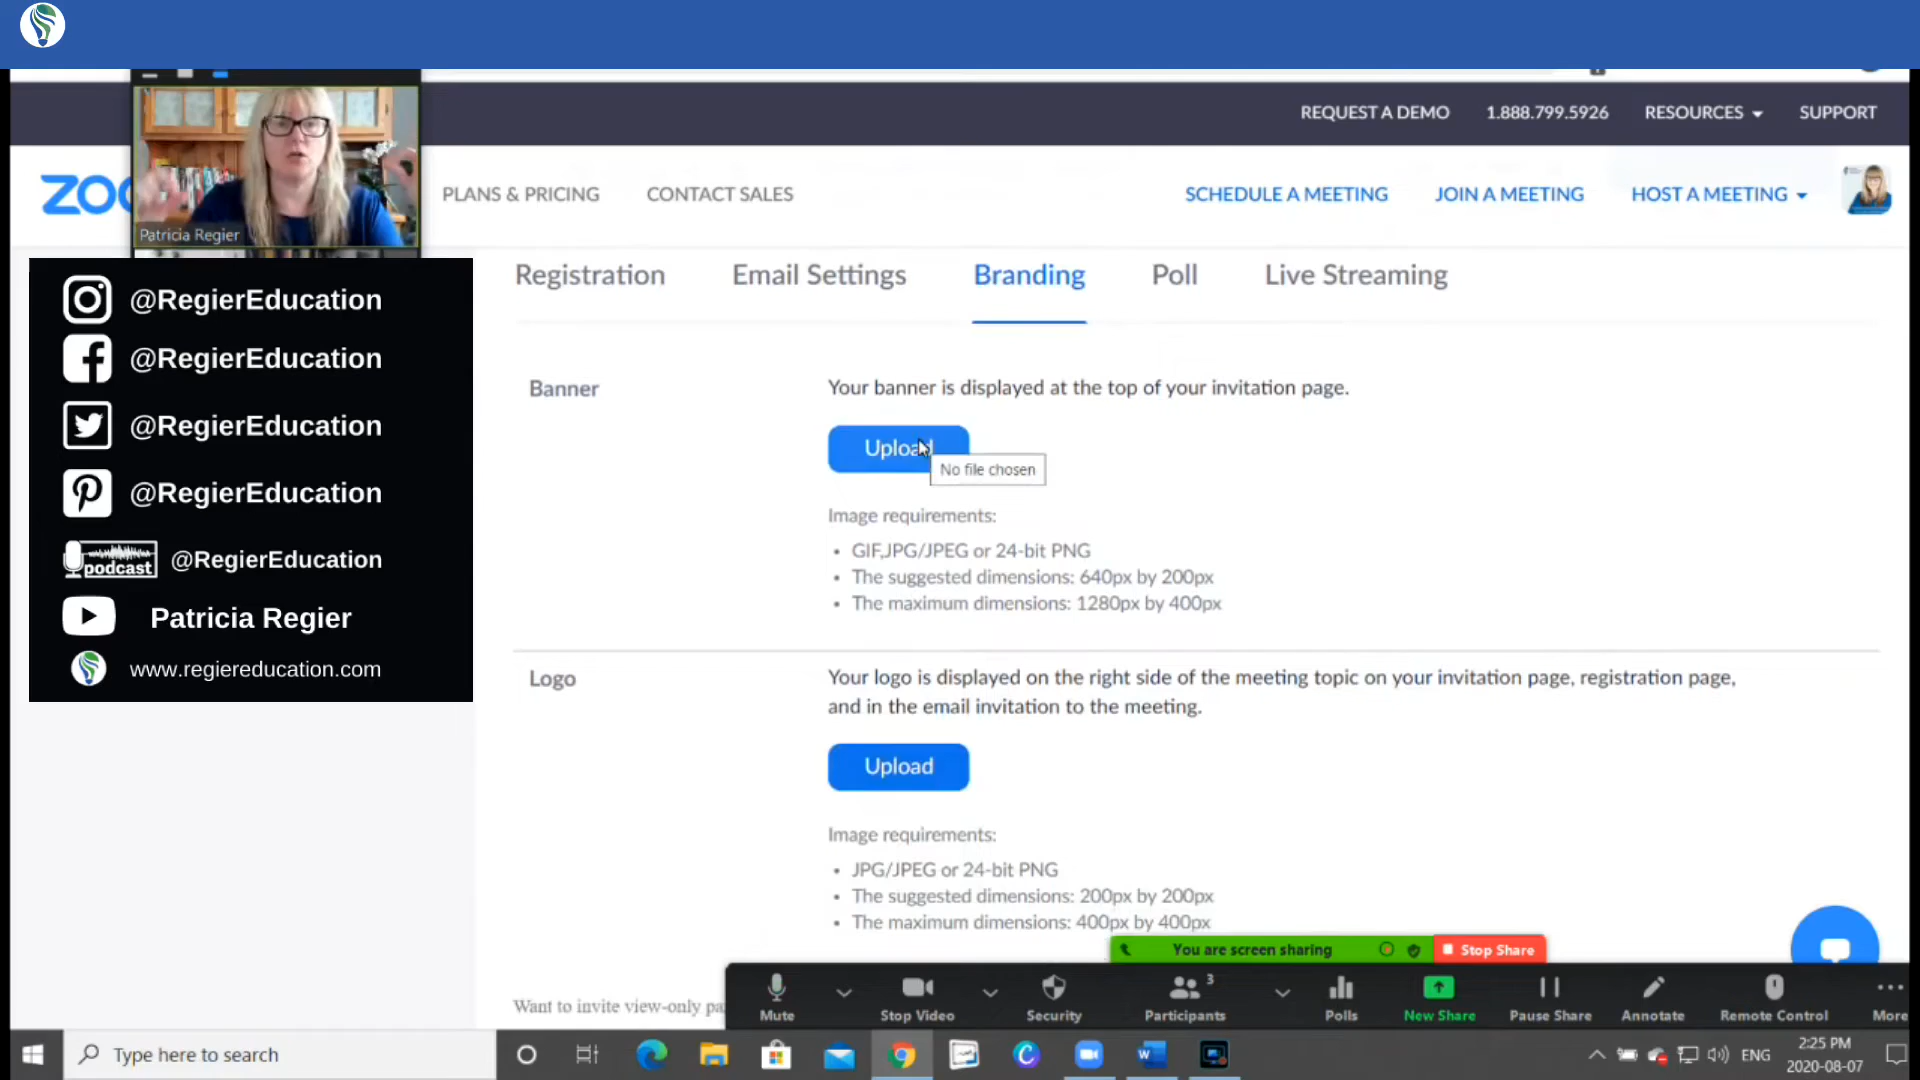 REQUEST A DEMO 1.888.799.5926 RESOURCES SUPPORT
PLANS & PRICING CONTACT SALES SCHEDULE A MEETING JOIN A MEETING HOST A MEETING
Patricia Regier
@RegierEducation
@RegierEducation
@RegierEducation
@RegierEducation
podcast @RegierEducation
Patricia Regier
www.regiereducation.com
Registration Email Settings Branding Poll Live Streaming
Banner
Your banner is displayed at the top of your invitation page.
Upload
No file chosen
Image requirements:
• GIF,JPG/JPEG or 24-bit PNG
• The suggested dimensions: 640px by 200px
• The maximum dimensions: 1280px by 400px
Logo
Your logo is displayed on the right side of the meeting topic on your invitation page, registration page,
and in the email invitation to the meeting.
Upload
Image requirements:
• JPG/JPEG or 24-bit PNG
• The suggested dimensions: 200px by 200px
• The maximum dimensions: 400px by 400px
You are screen sharing Stop Share
Want to invite view-only
3
Mute Stop Video Security Participants Polls New Share Pause Share Annotate Remote Control More
Type here to search
ENG
2:25 PM
2020-08-07